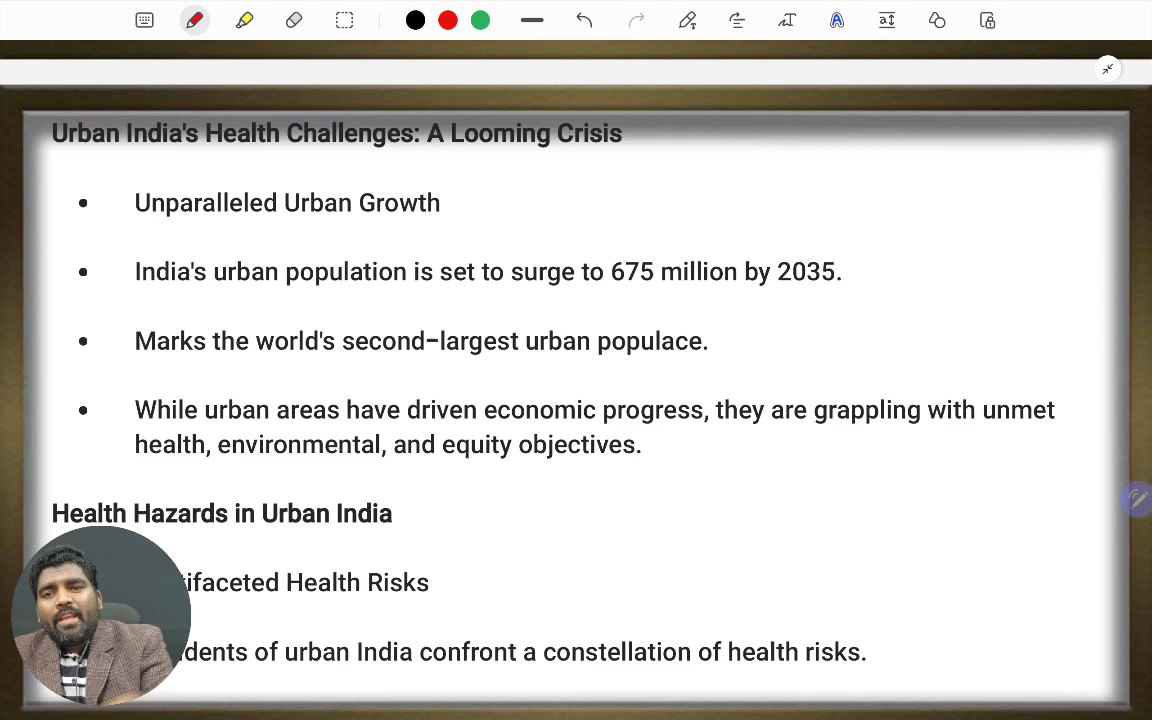 Urban India's Health Challenges: A Looming Crisis
• Unparalleled Urban Growth
• India's urban population is set to surge to 675 million by 2035.
• Marks the world's second-largest urban populace.
• While urban areas have driven economic progress, they are grappling with unmet
health, environmental, and equity objectives.
Health Hazards in Urban India
Health Risks
of urban India confront a constellation of health risks.